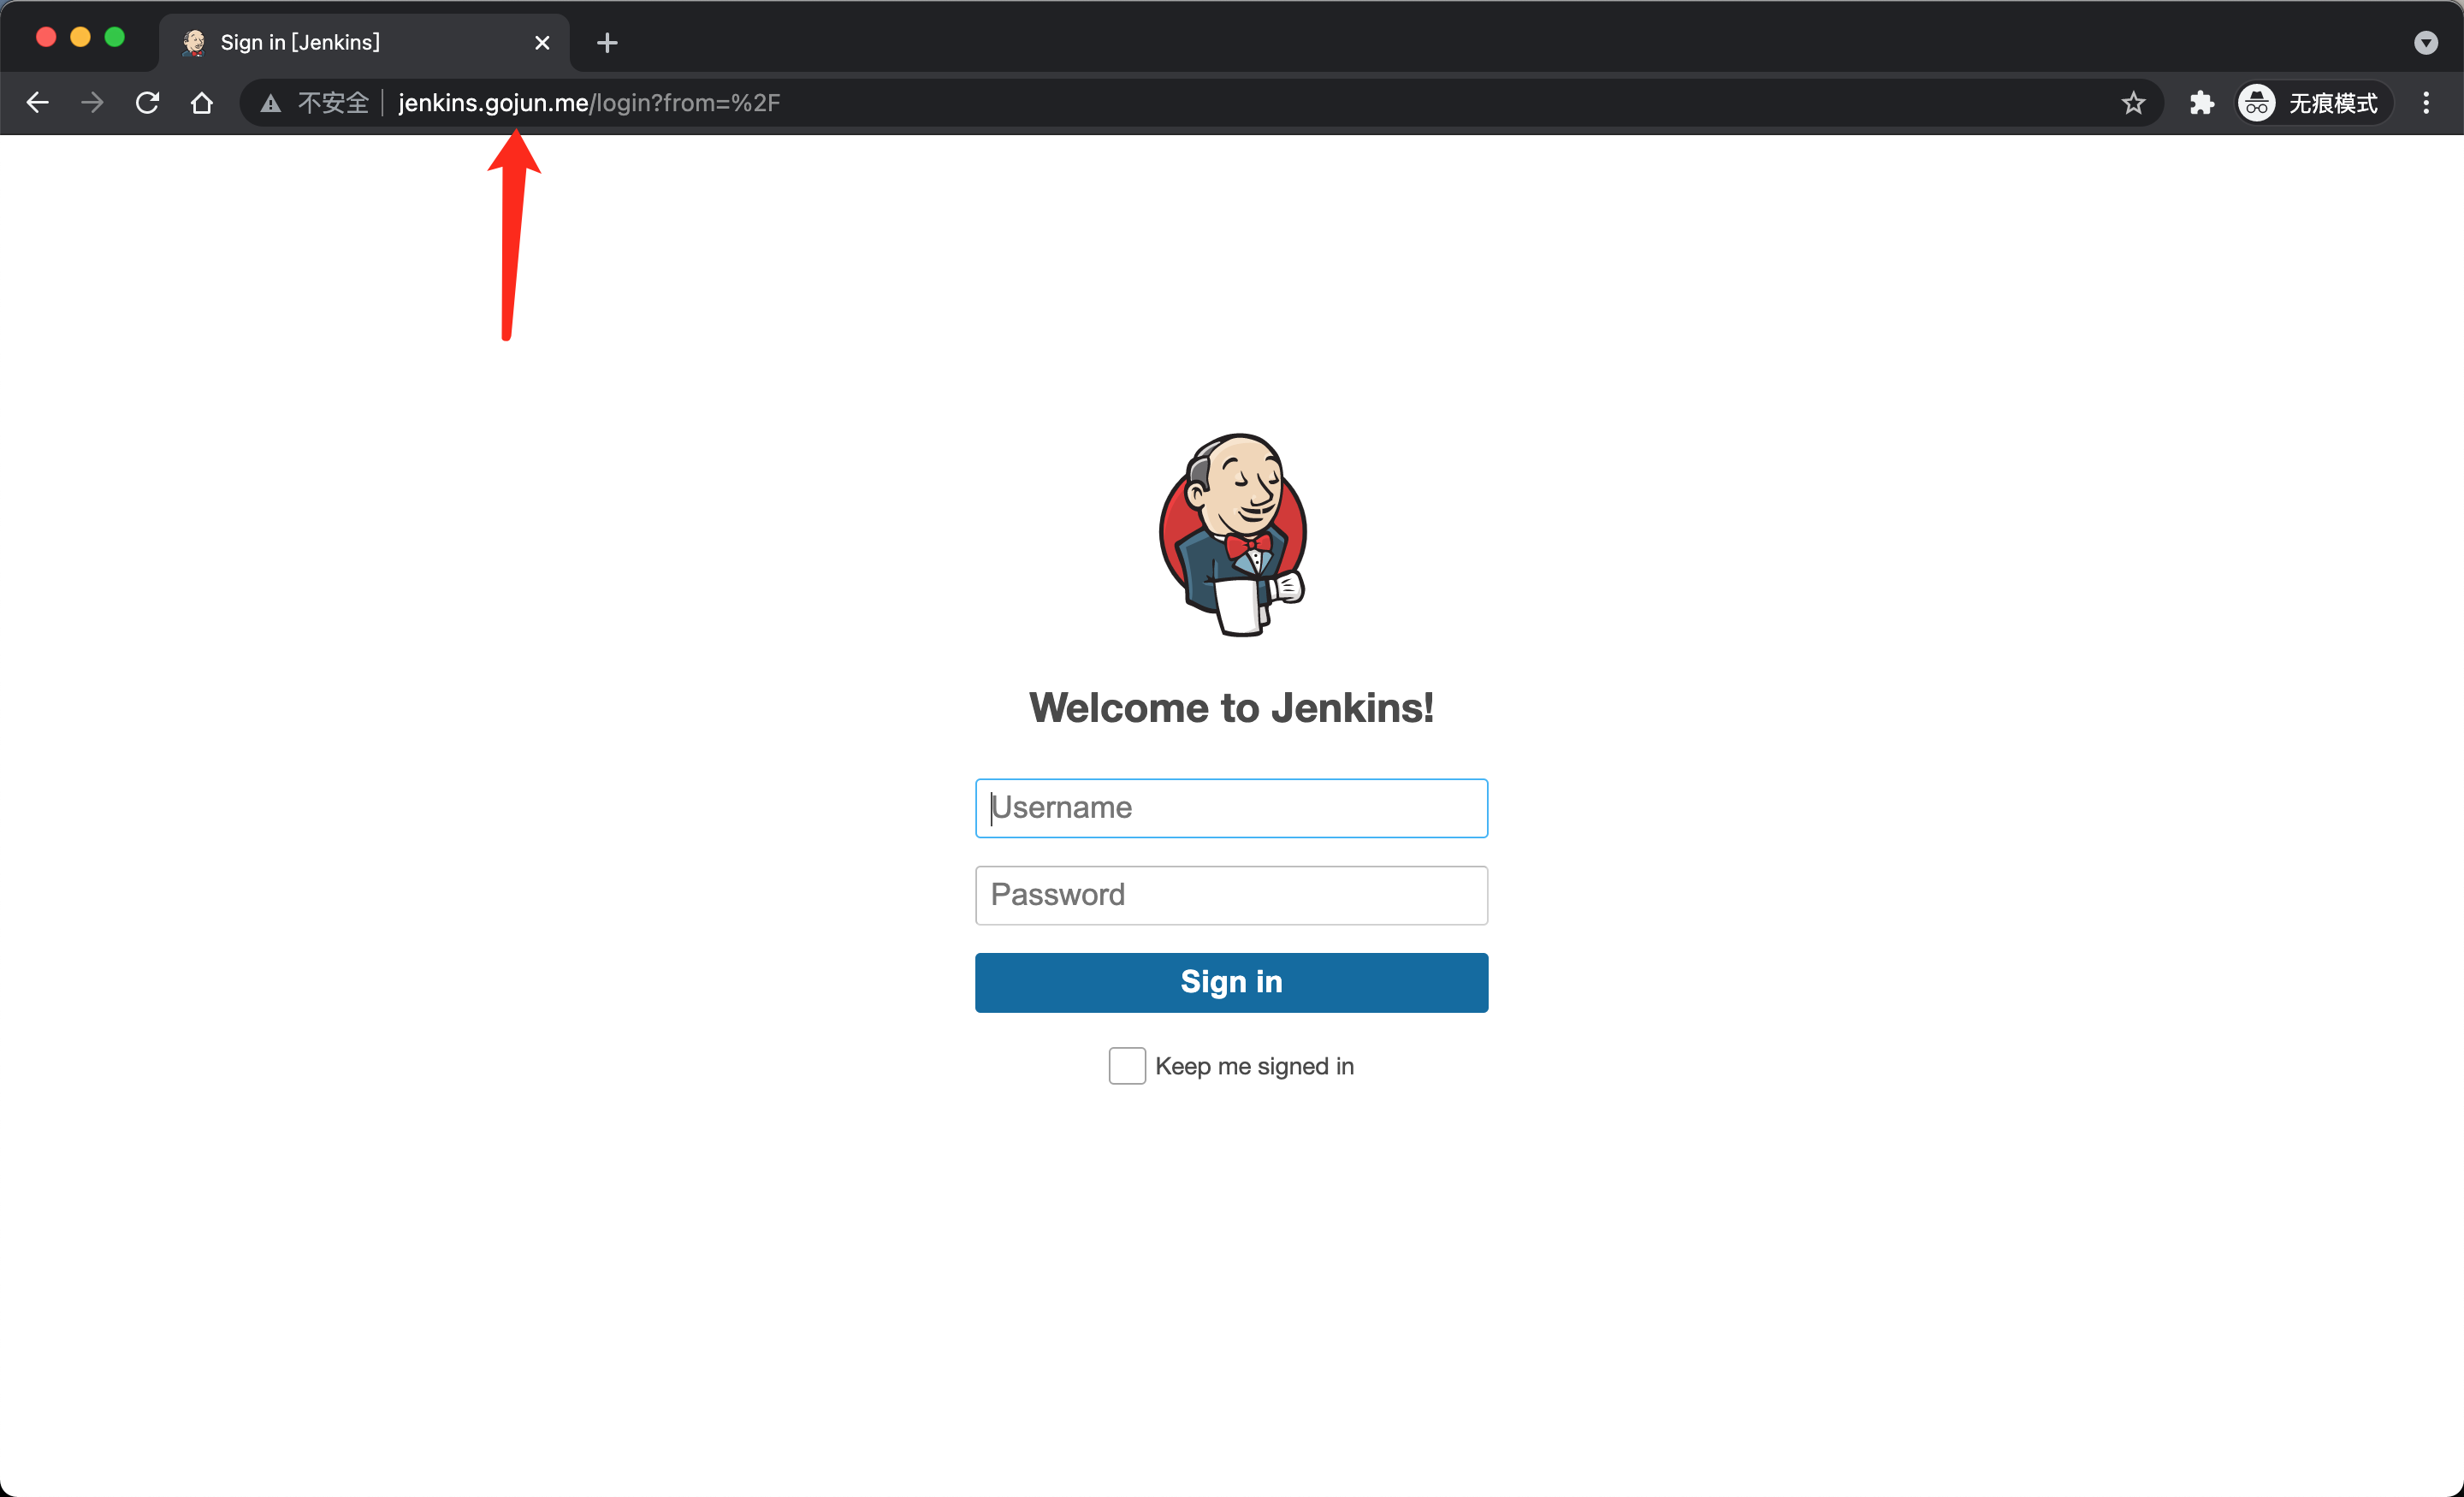 Sign in [Jenkins]
不安全 jenkins.gojun.me/login?from=%2F 无痕模式
Welcome to Jenkins!
Username
Password
Sign in
Keep me signed in